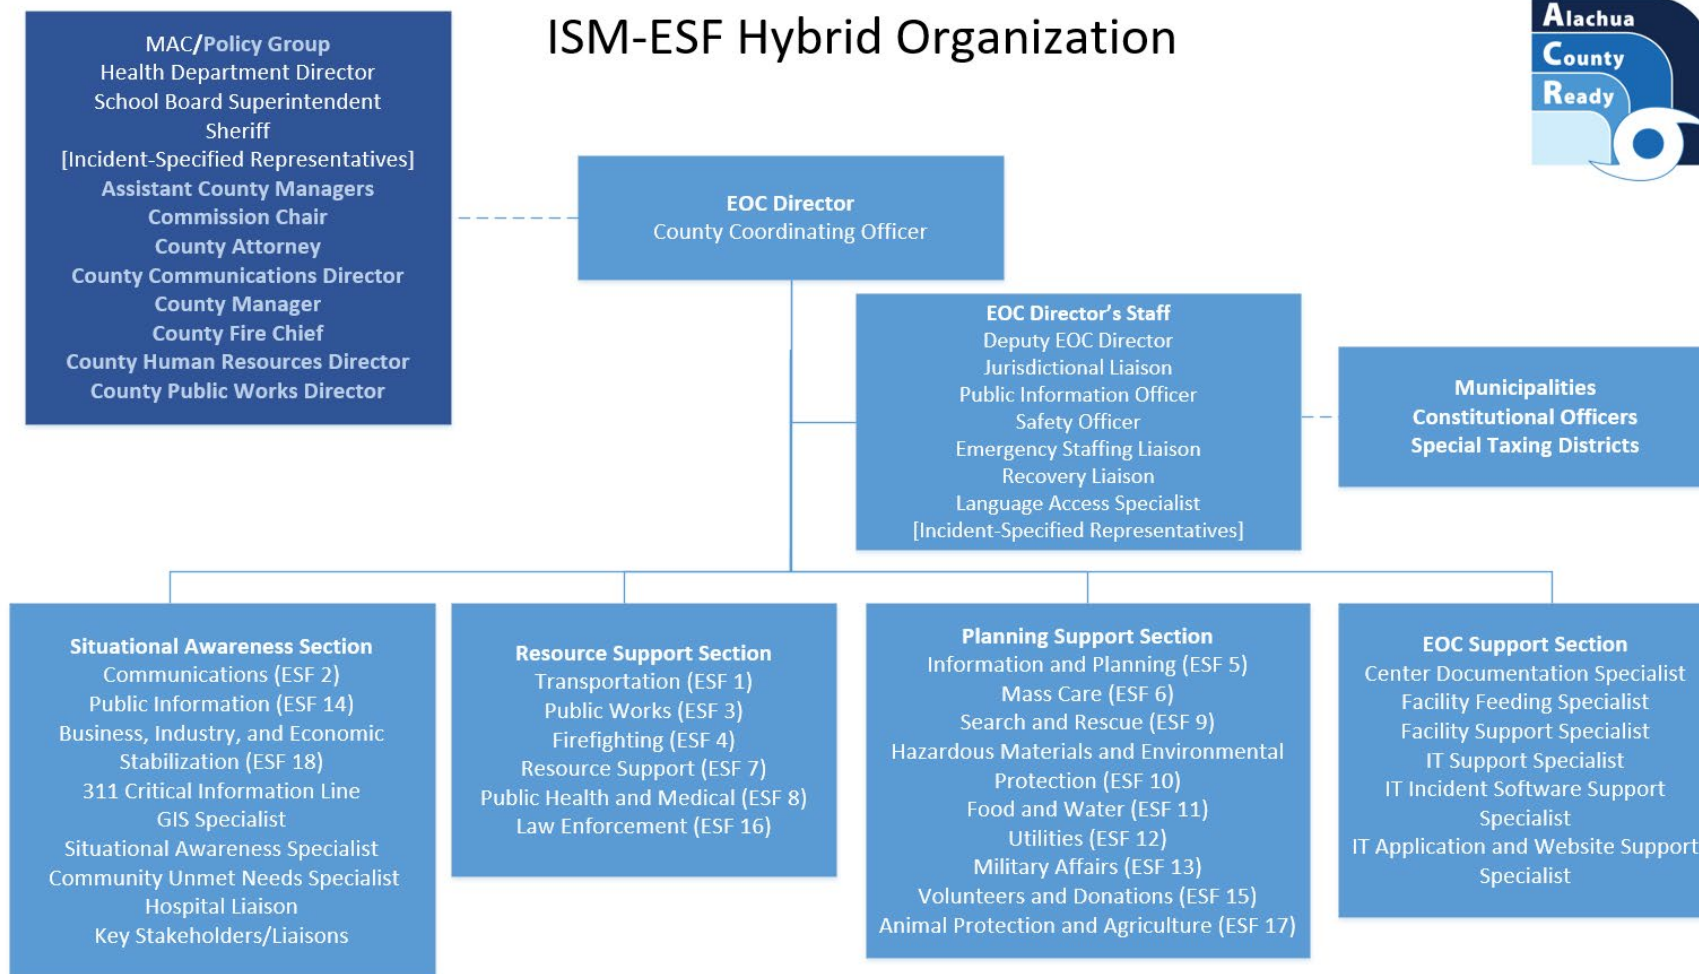 ISM-ESF Hybrid Organization
Alachua
County
Ready
MAC/Policy Group
Health Department Director
School Board Superintendent
Sheriff
[Incident-Specified Representatives]
Assistant County Managers
Commission Chair
County Attorney
County Communications Director
County Manager
County Fire Chief
County Human Resources Director
County Public Works Director
EOC Director
County Coordinating Officer
EOC Director’s Staff
Deputy EOC Director
Jurisdictional Liaison
Public Information Officer
Safety Officer
Emergency Staffing Liaison
Recovery Liaison
Language Access Specialist
[Incident-Specified Representatives]
Municipalities
Constitutional Officers
Special Taxing Districts
Situational Awareness Section
Communications (ESF 2)
Public Information (ESF 14)
Business, Industry, and Economic
Stabilization (ESF 18)
311 Critical Information Line
GIS Specialist
Situational Awareness Specialist
Community Unmet Needs Specialist
Hospital Liaison
Key Stakeholders/Liaisons
Resource Support Section
Transportation (ESF 1)
Public Works (ESF 3)
Firefighting (ESF 4)
Resource Support (ESF 7)
Public Health and Medical (ESF 8)
Law Enforcement (ESF 16)
Planning Support Section
Information and Planning (ESF 5)
Mass Care (ESF 6)
Search and Rescue (ESF 9)
Hazardous Materials and Environmental
Protection (ESF 10)
Food and Water (ESF 11)
Utilities (ESF 12)
Military Affairs (ESF 13)
Volunteers and Donations (ESF 15)
Animal Protection and Agriculture (ESF 17)
EOC Support Section
Center Documentation Specialist
Facility Feeding Specialist
Facility Support Specialist
IT Support Specialist
IT Incident Software Support
Specialist
IT Application and Website Support
Specialist